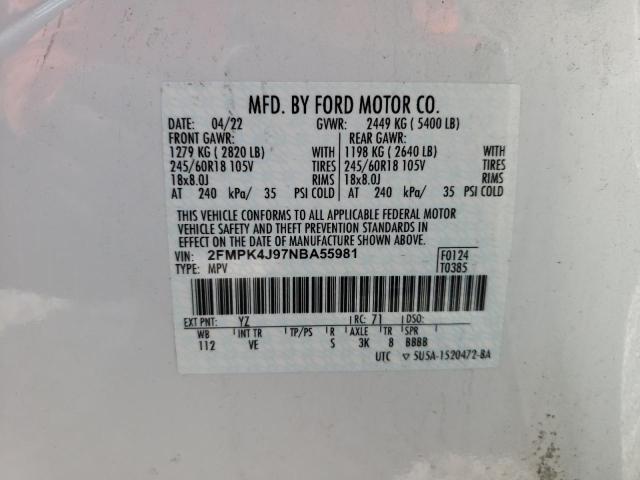 MFD. BY FORD MOTOR CO.
DATE: 04/22 GVWR: 2449 KG ( 5400 LB)
FRONT GAWR: REAR GAWR:
1279 KG ( 2820 LB) WITH 1198 KG ( 2640 LB) WITH
245/60R18 105V TIRES 245/60R18 105V TIRES
18x8.0J RIMS 18x8.0J RIMS
AT 240 kPa/ 35 PSI COLD AT 240 kPa/ 35 PSI COLD
THIS VEHICLE CONFORMS TO ALL APPLICABLE FEDERAL MOTOR
VEHICLE SAFETY AND THEFT PREVENTION STANDARDS IN
EFFECT ON THE DATE OF MANUFACTURE SHOWN ABOVE.
VIN: 2FMPK4J97NBA55981 F0124
TYPE: MPV T0385
EXT PNT: YZ RC: 71 DSO:
WB INT TR TP/PS R AXLE TR SPR
112 VE S 3K 8 BBBB
UTC ▽ 5U5A-1520472-BA